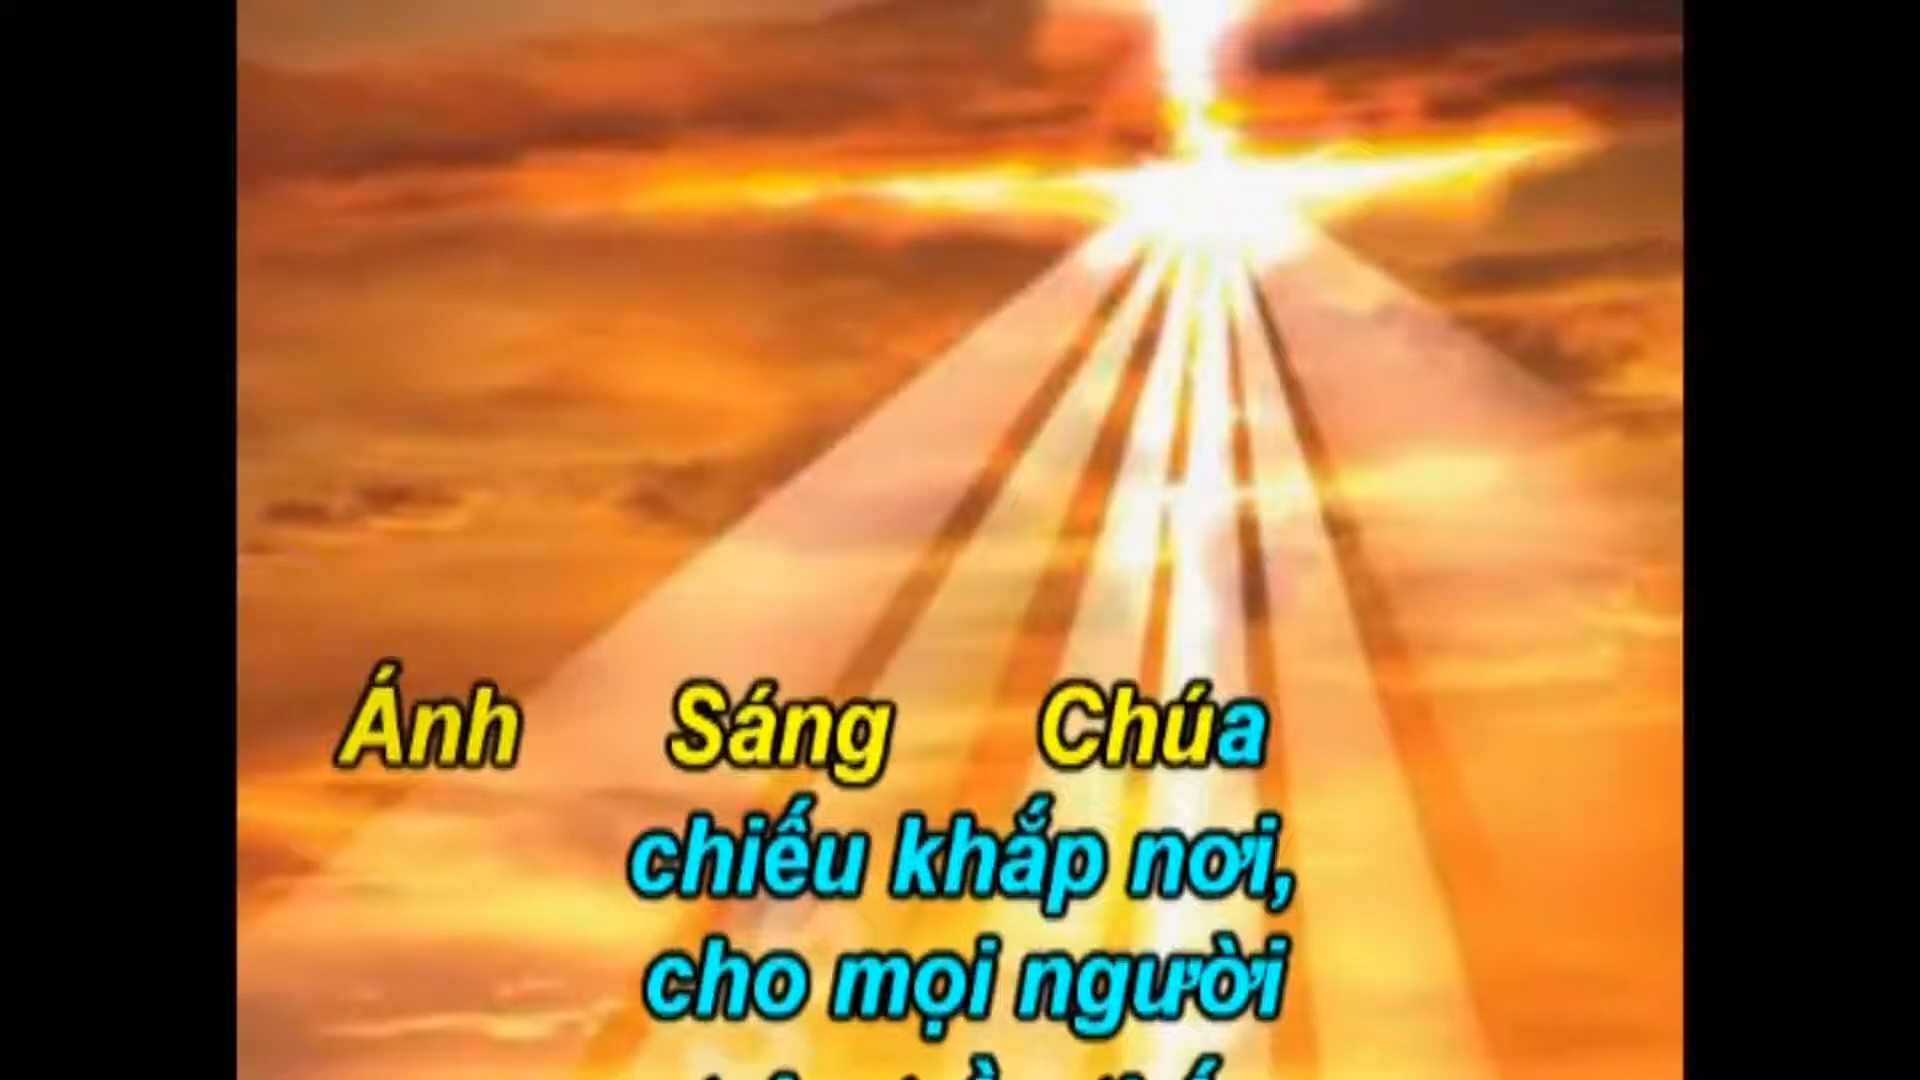 Ánh Sáng Chúa
chiếu khắp nơi,
cho mọi người